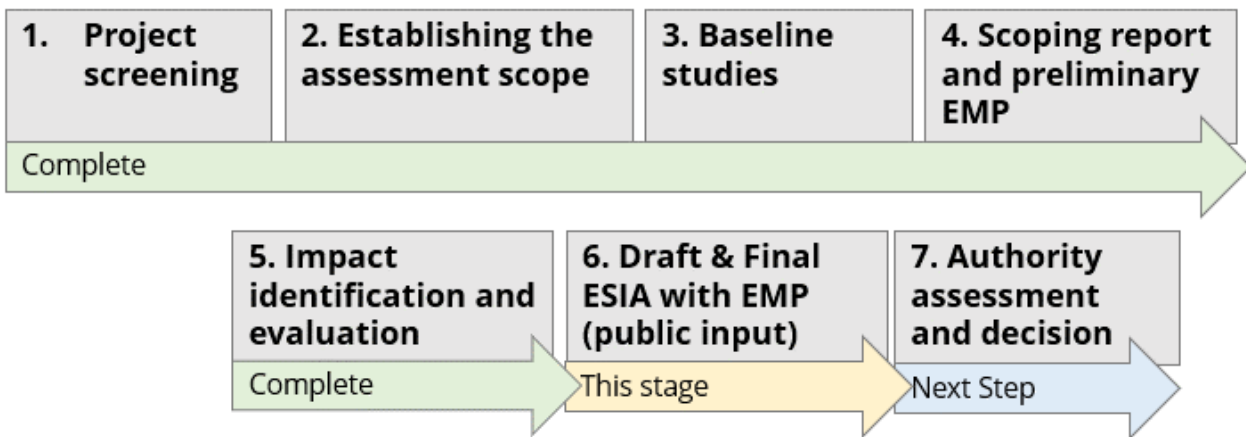 1. Project
screening
2. Establishing the
assessment scope
3. Baseline
studies
4. Scoping report
and preliminary
EMP
Complete
5. Impact
identification and
evaluation
6. Draft & Final
ESIA with EMP
(public input)
7. Authority
assessment
and decision
Complete
This stage
Next Step